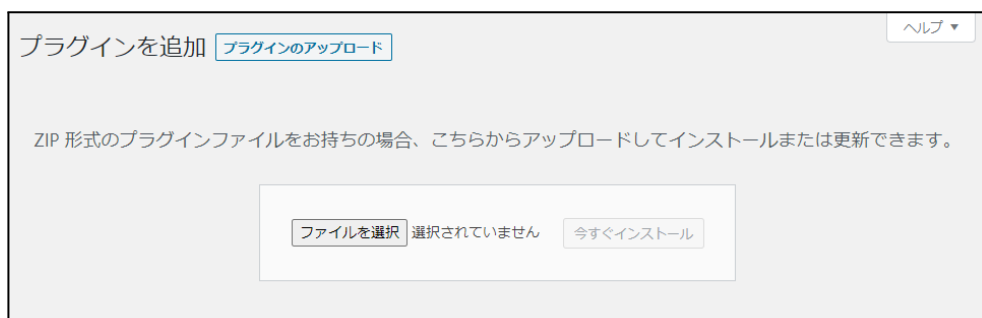 ヘルプ ▼
プラグインを追加 プラグインのアップロード
ZIP 形式のプラグインファイルをお持ちの場合、こちらからアップロードしてインストールまたは更新できます。
ファイルを選択 選択されていません 今すぐインストール